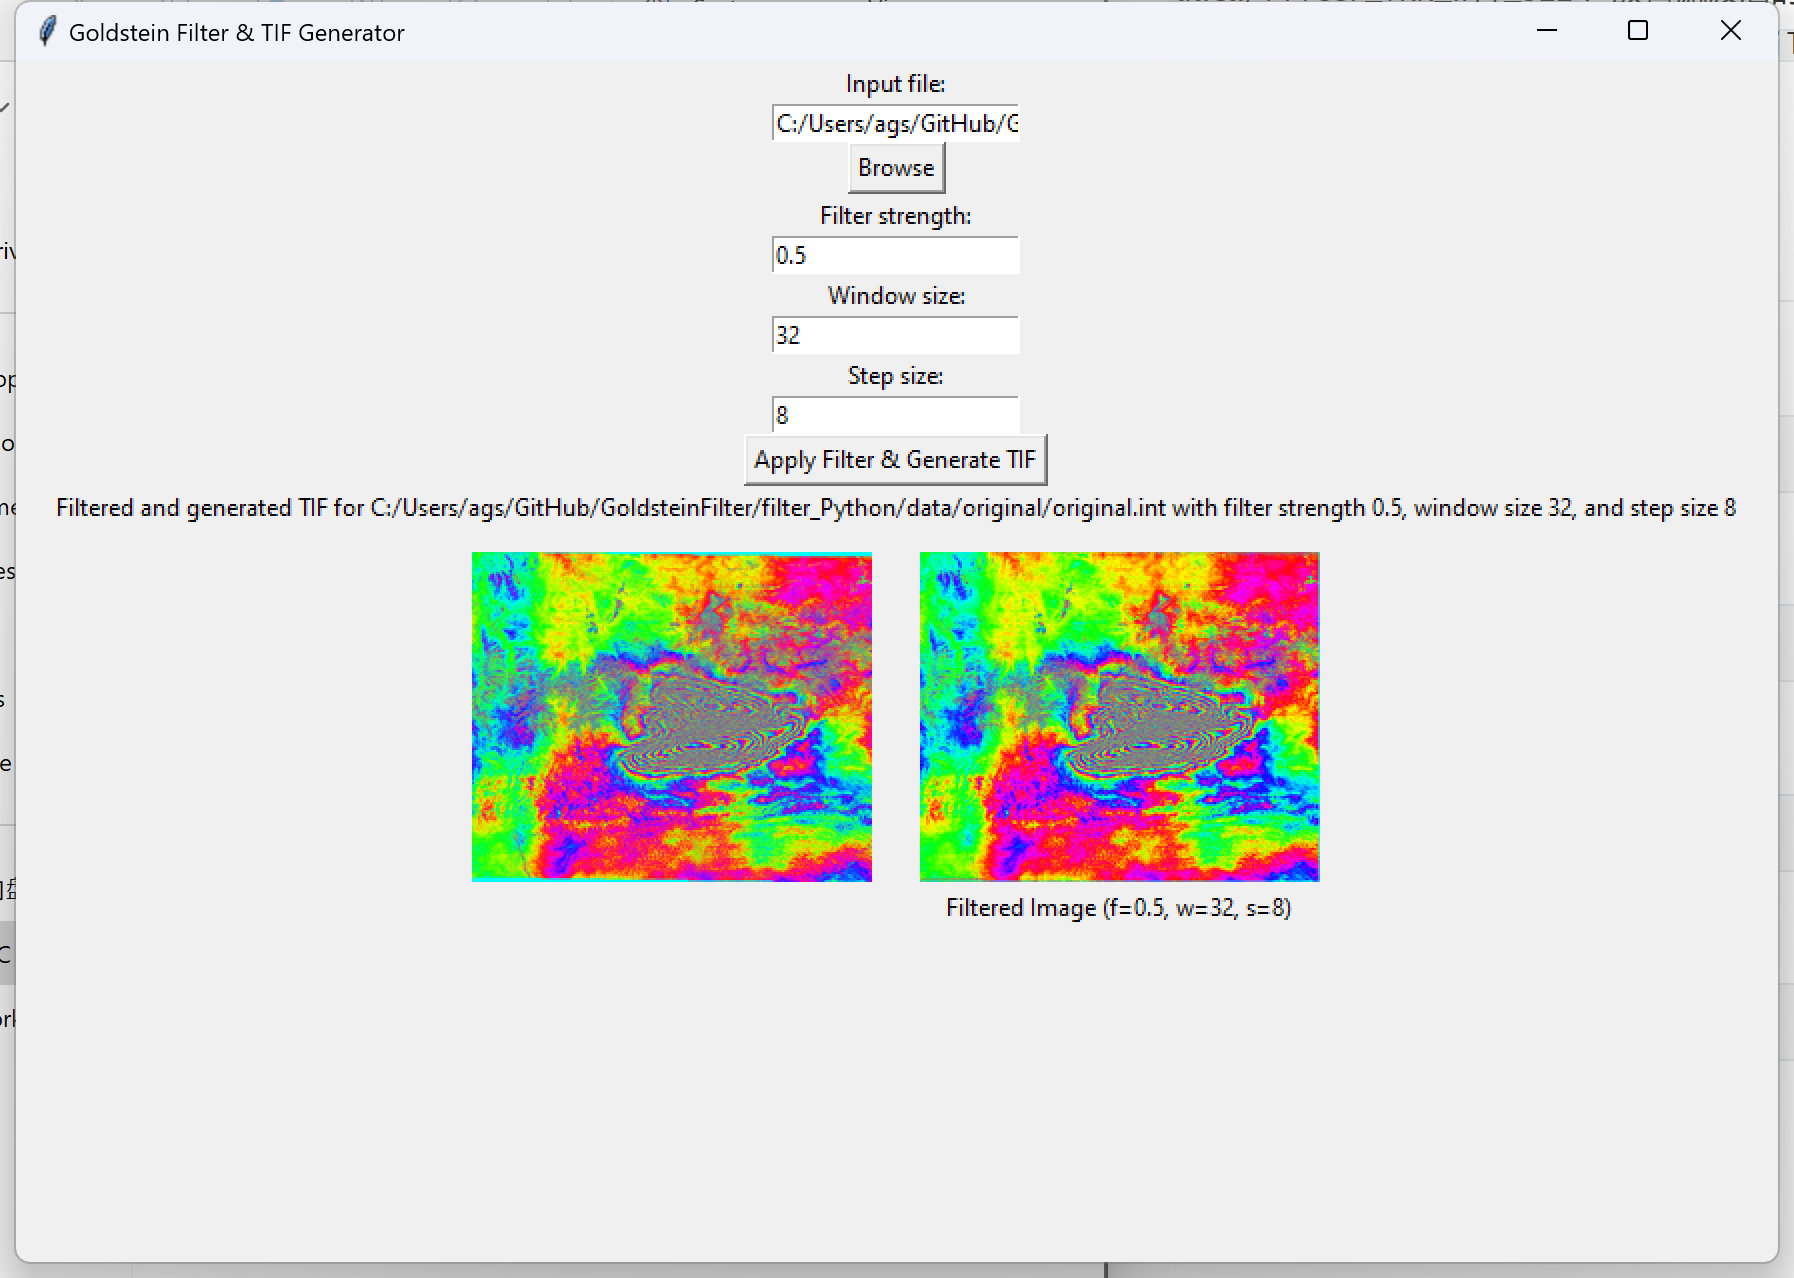 Goldstein Filter & TIF Generator
Input file:
C:/Users/ags/GitHub/G
Browse
Filter strength:
0.5
Window size:
32
Step size:
8
Apply Filter & Generate TIF
Filtered and generated TIF for C:/Users/ags/GitHub/GoldsteinFilter/filter_Python/data/original/original.int with filter strength 0.5, window size 32, and step size 8
Filtered Image (f=0.5, w=32, s=8)